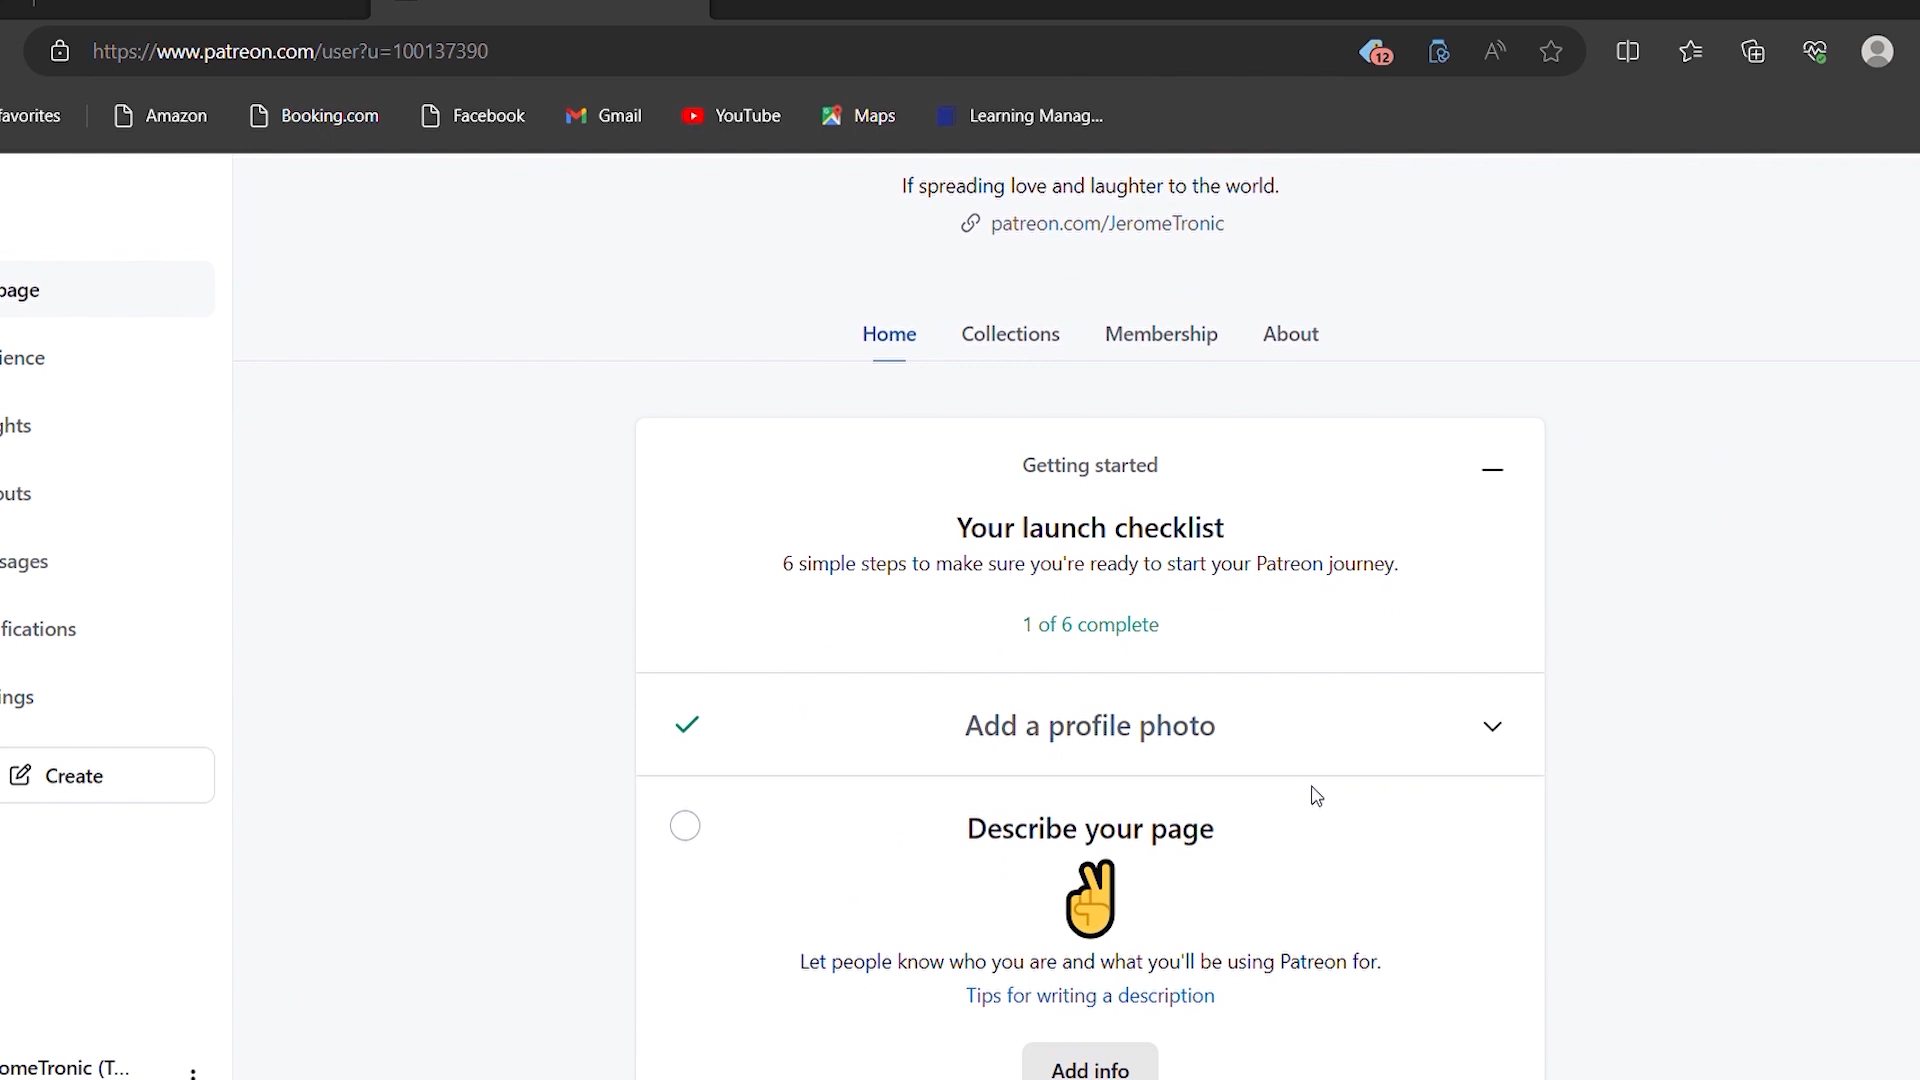 https://www.patreon.com/user?u=100137390
12
favorites
Amazon
Booking.com
Facebook
Gmail
YouTube
Maps
Learning Manag...
If spreading love and laughter to the world.
patreon.com/JeromeTronic
page
ience
ghts
outs
sages
fications
ings
Create
omeTronic (T...
Home
Collections
Membership
About
Getting started
Your launch checklist
6 simple steps to make sure you're ready to start your Patreon journey.
1 of 6 complete
Add a profile photo
Describe your page
Let people know who you are and what you'll be using Patreon for.
Tips for writing a description
Add info